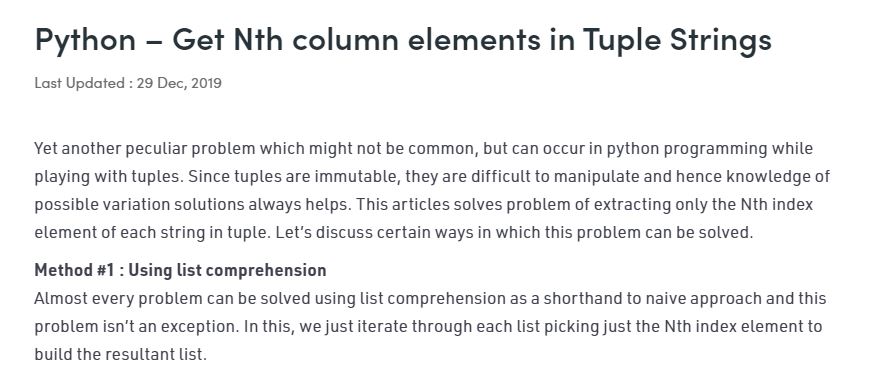 Python – Get Nth column elements in Tuple Strings
Last Updated : 29 Dec, 2019
Yet another peculiar problem which might not be common, but can occur in python programming while
playing with tuples. Since tuples are immutable, they are difficult to manipulate and hence knowledge of
possible variation solutions always helps. This articles solves problem of extracting only the Nth index
element of each string in tuple. Let’s discuss certain ways in which this problem can be solved.
Method #1 : Using list comprehension
Almost every problem can be solved using list comprehension as a shorthand to naive approach and this
problem isn’t an exception. In this, we just iterate through each list picking just the Nth index element to
build the resultant list.